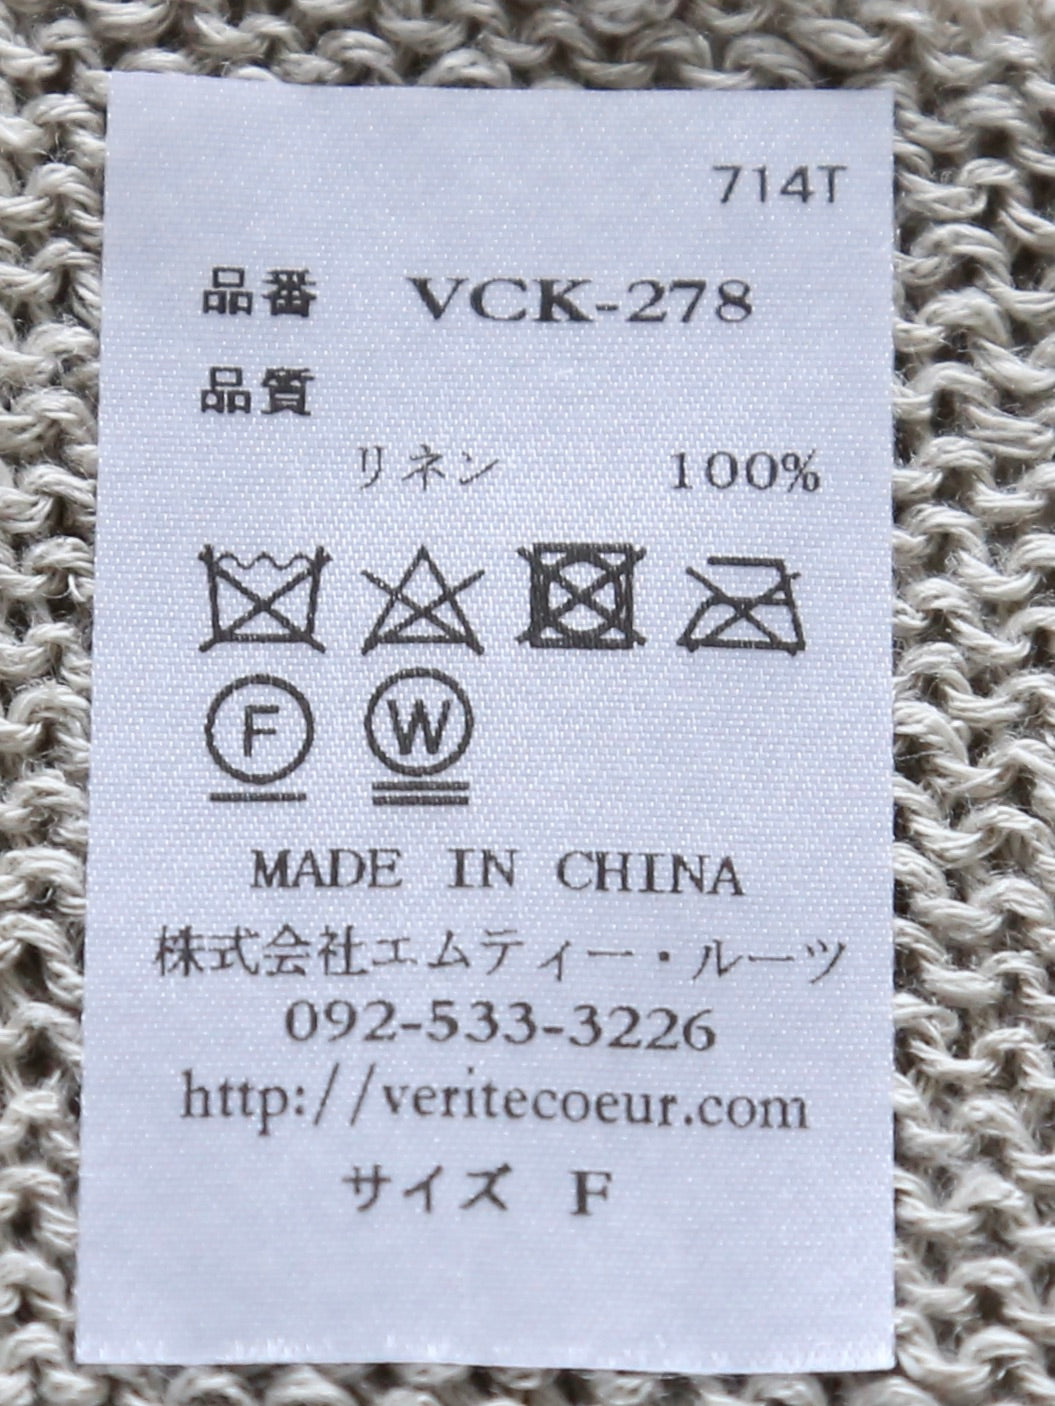 714T
品番 VCK-278
品質
リネン 100%
F W
MADE IN CHINA
株式会社エムティー・ルーツ
092-533-3226
http://veritecoeur.com
サイズ F